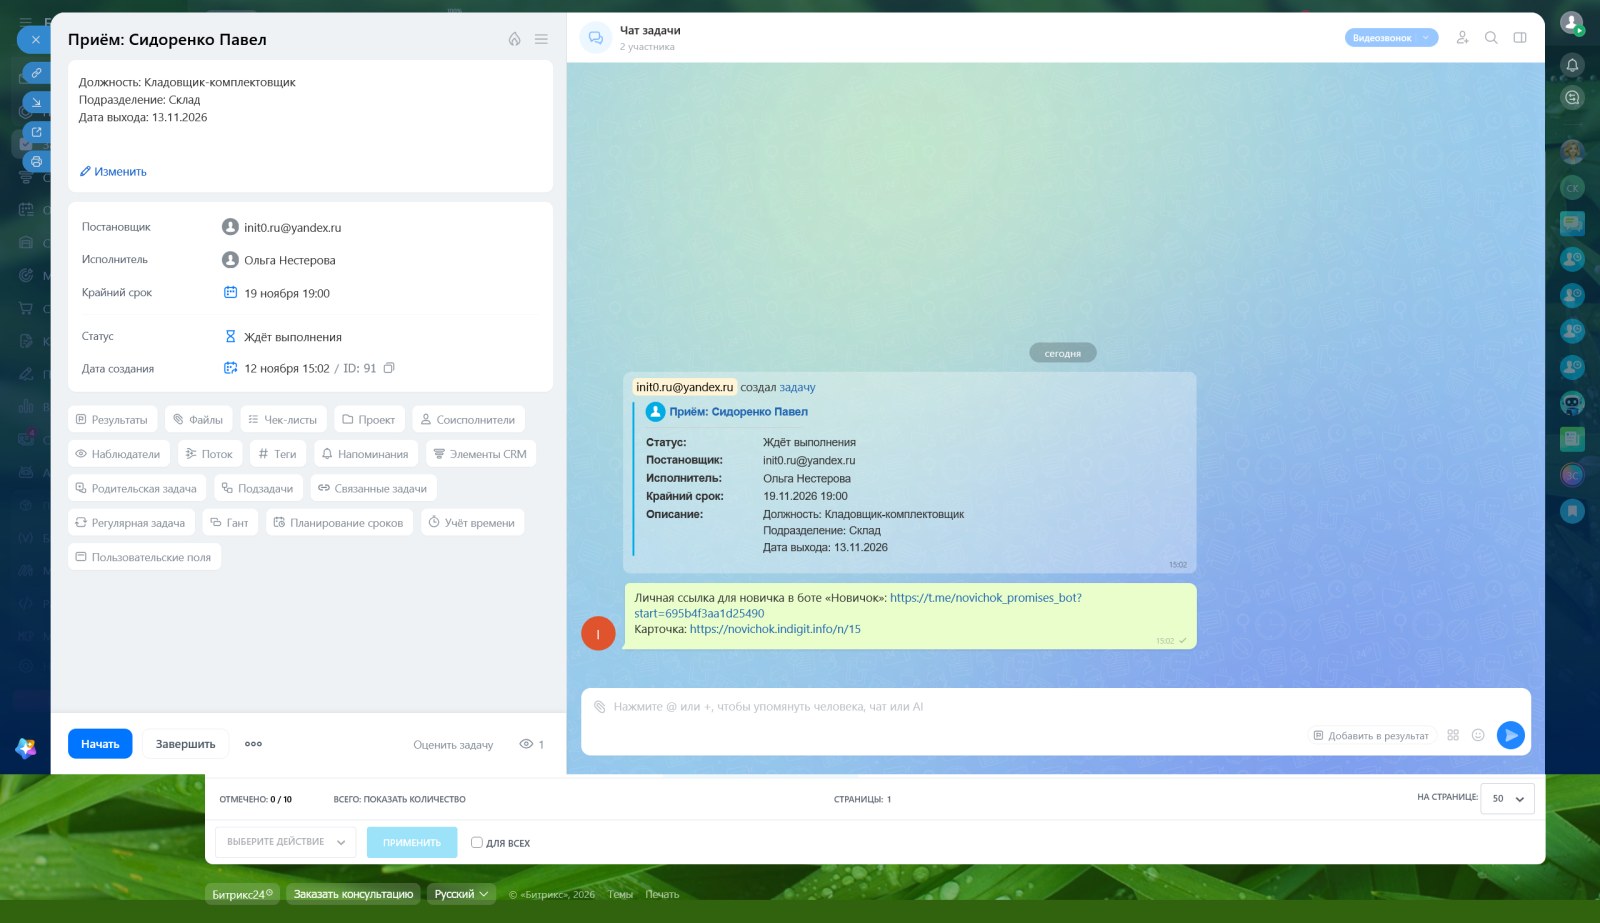 Приём: Сидоренко Павел
Должность: Кладовщик-комплектовщик
Подразделение: Склад
Дата выхода: 13.11.2026
Изменить
Постановщик
init0.ru@yandex.ru
Исполнитель
Ольга Нестерова
Крайний срок
19 ноября 19:00
Статус
Ждёт выполнения
Дата создания
12 ноября 15:02 / ID: 91
Результаты
Файлы
Чек-листы
Проект
Соисполнители
Наблюдатели
Поток
Теги
Напоминания
Элементы CRM
Родительская задача
Подзадачи
Связанные задачи
Регулярная задача
Гант
Планирование сроков
Учёт времени
Пользовательские поля
Начать
Завершить
Оценить задачу
1
Чат задачи
2 участника
Видеозвонок
сегодня
init0.ru@yandex.ru создал задачу
Приём: Сидоренко Павел
Статус: Ждёт выполнения
Постановщик: init0.ru@yandex.ru
Исполнитель: Ольга Нестерова
Крайний срок: 19.11.2026 19:00
Описание: Должность: Кладовщик-комплектовщик
Подразделение: Склад
Дата выхода: 13.11.2026
15:02
Личная ссылка для новичка в боте «Новичок»: https://t.me/novichok_promises_bot?
start=695b4f3aa1d25490
Карточка: https://novichok.indigit.info/n/15
15:02
I
Нажмите @ или +, чтобы упомянуть человека, чат или AI
Добавить в результат
СК
ЗС
ОТМЕЧЕНО: 0 / 10
ВСЕГО: ПОКАЗАТЬ КОЛИЧЕСТВО
СТРАНИЦЫ: 1
НА СТРАНИЦЕ: 50
ВЫБЕРИТЕ ДЕЙСТВИЕ
ПРИМЕНИТЬ
ДЛЯ ВСЕХ
Битрикс24
Заказать консультацию
Русский
© «Битрикс», 2026
Темы
Печать